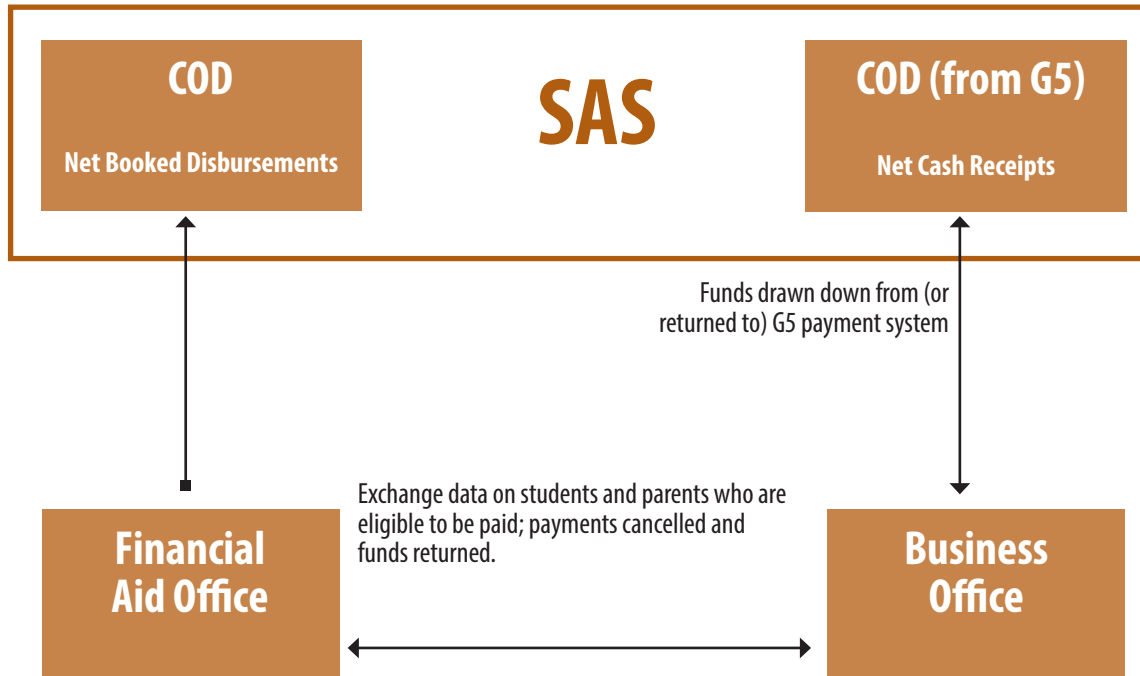 COD
Net Booked Disbursements
SAS
COD (from G5)
Net Cash Receipts
Funds drawn down from (or
returned to) G5 payment system
Exchange data on students and parents who are
eligible to be paid; payments cancelled and
funds returned.
Financial
Aid Office
Business
Office